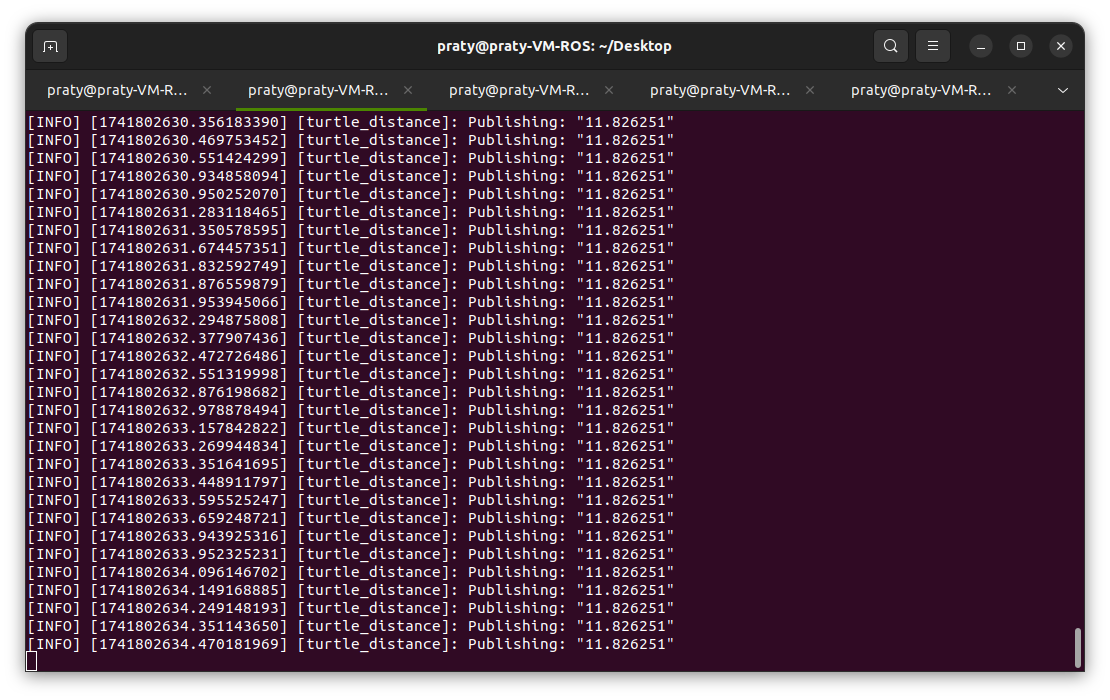 praty@praty-VM-ROS: ~/Desktop
praty@praty-VM-R... praty@praty-VM-R... praty@praty-VM-R... praty@praty-VM-R... praty@praty-VM-R...
[INFO] [1741802630.356183390] [turtle_distance]: Publishing: "11.826251"
[INFO] [1741802630.469753452] [turtle_distance]: Publishing: "11.826251"
[INFO] [1741802630.551424299] [turtle_distance]: Publishing: "11.826251"
[INFO] [1741802630.934858094] [turtle_distance]: Publishing: "11.826251"
[INFO] [1741802630.950252070] [turtle_distance]: Publishing: "11.826251"
[INFO] [1741802631.283118465] [turtle_distance]: Publishing: "11.826251"
[INFO] [1741802631.350578595] [turtle_distance]: Publishing: "11.826251"
[INFO] [1741802631.674457351] [turtle_distance]: Publishing: "11.826251"
[INFO] [1741802631.832592749] [turtle_distance]: Publishing: "11.826251"
[INFO] [1741802631.876559879] [turtle_distance]: Publishing: "11.826251"
[INFO] [1741802631.953945066] [turtle_distance]: Publishing: "11.826251"
[INFO] [1741802632.294875808] [turtle_distance]: Publishing: "11.826251"
[INFO] [1741802632.377907436] [turtle_distance]: Publishing: "11.826251"
[INFO] [1741802632.472726486] [turtle_distance]: Publishing: "11.826251"
[INFO] [1741802632.551319998] [turtle_distance]: Publishing: "11.826251"
[INFO] [1741802632.876198682] [turtle_distance]: Publishing: "11.826251"
[INFO] [1741802632.978878494] [turtle_distance]: Publishing: "11.826251"
[INFO] [1741802633.157842822] [turtle_distance]: Publishing: "11.826251"
[INFO] [1741802633.269944834] [turtle_distance]: Publishing: "11.826251"
[INFO] [1741802633.351641695] [turtle_distance]: Publishing: "11.826251"
[INFO] [1741802633.448911797] [turtle_distance]: Publishing: "11.826251"
[INFO] [1741802633.595525247] [turtle_distance]: Publishing: "11.826251"
[INFO] [1741802633.659248721] [turtle_distance]: Publishing: "11.826251"
[INFO] [1741802633.943925316] [turtle_distance]: Publishing: "11.826251"
[INFO] [1741802633.952325231] [turtle_distance]: Publishing: "11.826251"
[INFO] [1741802634.096146702] [turtle_distance]: Publishing: "11.826251"
[INFO] [1741802634.149168885] [turtle_distance]: Publishing: "11.826251"
[INFO] [1741802634.249148193] [turtle_distance]: Publishing: "11.826251"
[INFO] [1741802634.351143650] [turtle_distance]: Publishing: "11.826251"
[INFO] [1741802634.470181969] [turtle_distance]: Publishing: "11.826251"